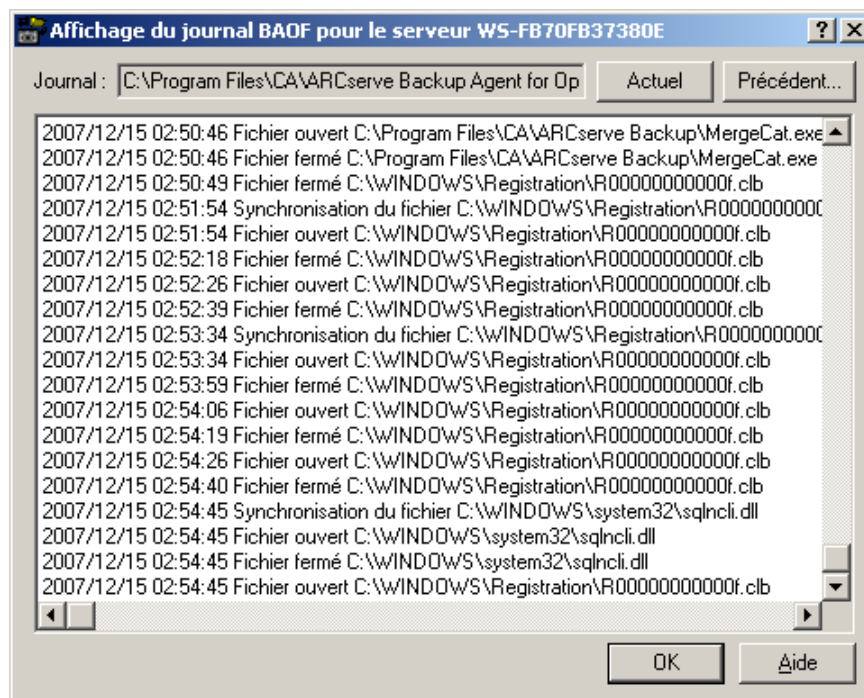 Affichage du journal BAOF pour le serveur WS-FB70FB37380E
Journal : C:\Program Files\CA\ARCserve Backup Agent for Op Actuel Précédent...
2007/12/15 02:50:46 Fichier ouvert C:\Program Files\CA\ARCserve Backup\MergeCat.exe
2007/12/15 02:50:46 Fichier fermé C:\Program Files\CA\ARCserve Backup\MergeCat.exe
2007/12/15 02:50:49 Fichier fermé C:\WINDOWS\Registration\R00000000000f.clb
2007/12/15 02:51:54 Synchronisation du fichier C:\WINDOWS\Registration\R0000000000
2007/12/15 02:51:54 Fichier ouvert C:\WINDOWS\Registration\R00000000000f.clb
2007/12/15 02:52:18 Fichier fermé C:\WINDOWS\Registration\R00000000000f.clb
2007/12/15 02:52:26 Fichier ouvert C:\WINDOWS\Registration\R00000000000f.clb
2007/12/15 02:52:39 Fichier fermé C:\WINDOWS\Registration\R00000000000f.clb
2007/12/15 02:53:34 Synchronisation du fichier C:\WINDOWS\Registration\R0000000000
2007/12/15 02:53:34 Fichier ouvert C:\WINDOWS\Registration\R00000000000f.clb
2007/12/15 02:53:59 Fichier fermé C:\WINDOWS\Registration\R00000000000f.clb
2007/12/15 02:54:06 Fichier ouvert C:\WINDOWS\Registration\R00000000000f.clb
2007/12/15 02:54:19 Fichier fermé C:\WINDOWS\Registration\R00000000000f.clb
2007/12/15 02:54:26 Fichier ouvert C:\WINDOWS\Registration\R00000000000f.clb
2007/12/15 02:54:40 Fichier fermé C:\WINDOWS\Registration\R00000000000f.clb
2007/12/15 02:54:45 Synchronisation du fichier C:\WINDOWS\system32\sqlncli.dll
2007/12/15 02:54:45 Fichier ouvert C:\WINDOWS\system32\sqlncli.dll
2007/12/15 02:54:45 Fichier fermé C:\WINDOWS\system32\sqlncli.dll
2007/12/15 02:54:45 Fichier ouvert C:\WINDOWS\Registration\R00000000000f.clb
OK Aide